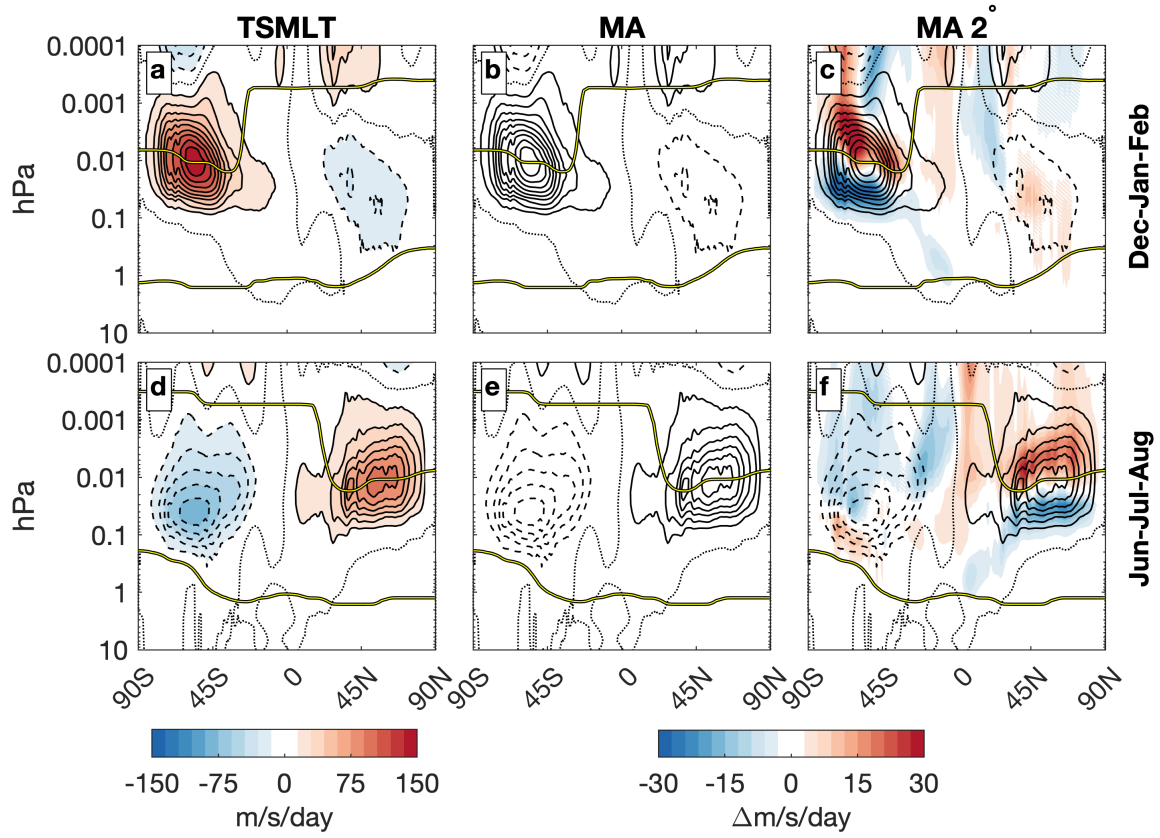 TSMLT MA MA 2°
0.0001 a b c
0.001
0.01
0.1
1
10
hPa
Dec-Jan-Feb
0.0001 d e f
0.001
0.01
0.1
1
10
hPa
Jun-Jul-Aug
90S 45S 0 45N 90N 90S 45S 0 45N 90N 90S 45S 0 45N 90N
-150 -75 0 75 150 -30 -15 0 15 30
m/s/day Δm/s/day